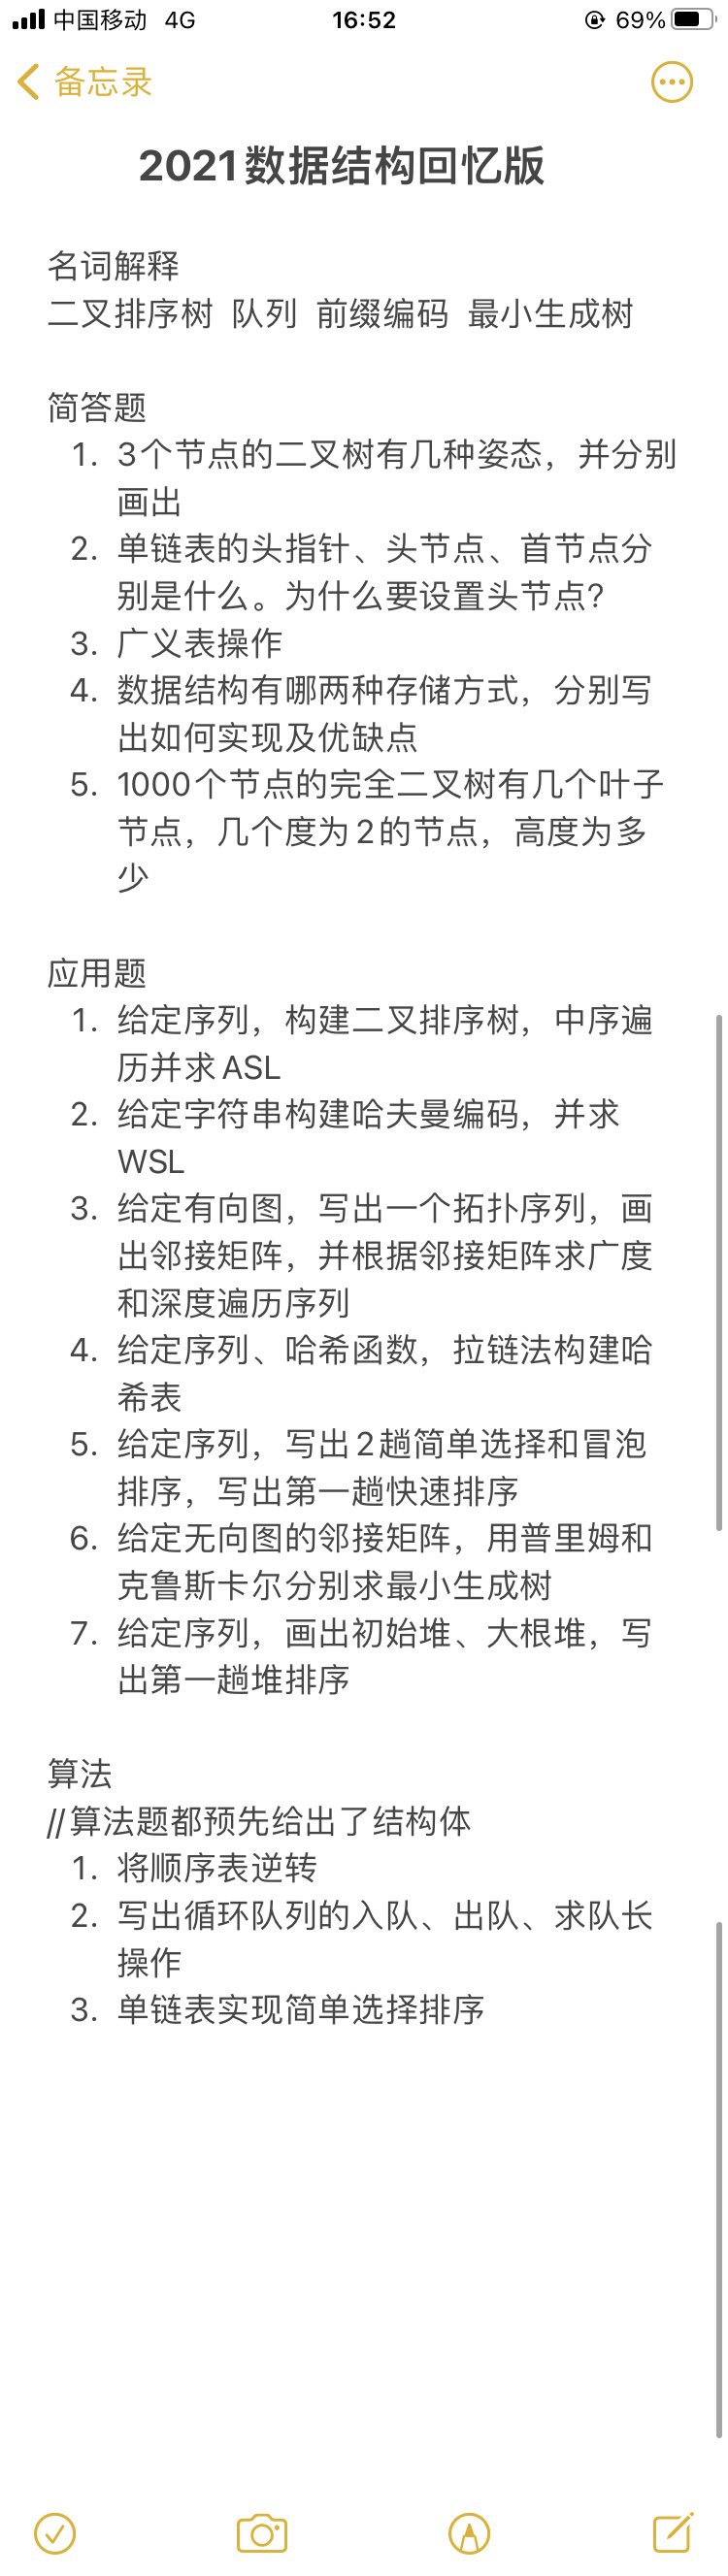 中国移动 4G 16:52 69%
备忘录
2021数据结构回忆版
名词解释
二叉排序树 队列 前缀编码 最小生成树
简答题
1. 3个节点的二叉树有几种姿态，并分别
画出
2. 单链表的头指针、头节点、首节点分
别是什么。为什么要设置头节点?
3. 广义表操作
4. 数据结构有哪两种存储方式，分别写
出如何实现及优缺点
5. 1000个节点的完全二叉树有几个叶子
节点，几个度为2的节点，高度为多
少
应用题
1. 给定序列，构建二叉排序树，中序遍
历并求ASL
2. 给定字符串构建哈夫曼编码，并求
WSL
3. 给定有向图，写出一个拓扑序列，画
出邻接矩阵，并根据邻接矩阵求广度
和深度遍历序列
4. 给定序列、哈希函数，拉链法构建哈
希表
5. 给定序列，写出2趟简单选择和冒泡
排序，写出第一趟快速排序
6. 给定无向图的邻接矩阵，用普里姆和
克鲁斯卡尔分别求最小生成树
7. 给定序列，画出初始堆、大根堆，写
出第一趟堆排序
算法
//算法题都预先给出了结构体
1. 将顺序表逆转
2. 写出循环队列的入队、出队、求队长
操作
3. 单链表实现简单选择排序